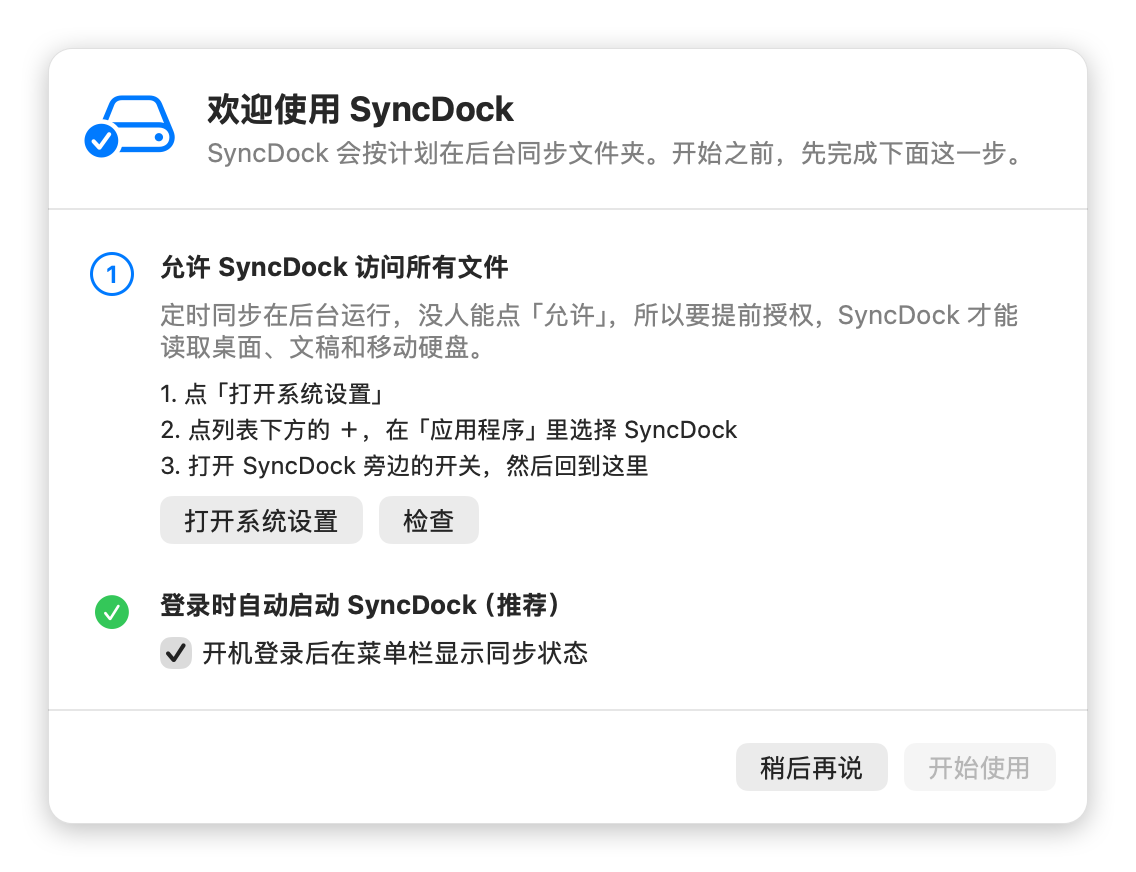 欢迎使用 SyncDock
SyncDock 会按计划在后台同步文件夹。开始之前，先完成下面这一步。
1
允许 SyncDock 访问所有文件
定时同步在后台运行，没人能点「允许」，所以要提前授权，SyncDock 才能
读取桌面、文稿和移动硬盘。
1. 点「打开系统设置」
2. 点列表下方的 ＋，在「应用程序」里选择 SyncDock
3. 打开 SyncDock 旁边的开关，然后回到这里
打开系统设置 检查
登录时自动启动 SyncDock（推荐）
开机登录后在菜单栏显示同步状态
稍后再说 开始使用